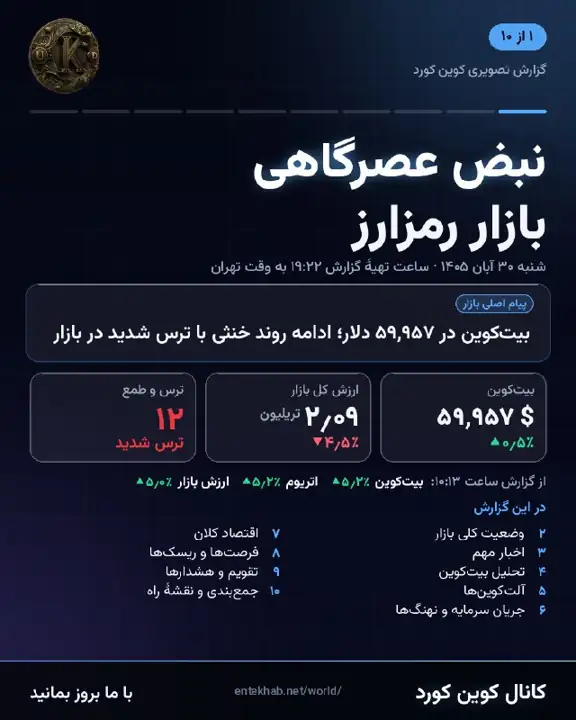 ۱ از ۱۰
گزارش تصویری کوین کورد
نبض عصرگاهی
بازار رمزارز
شنبه ۳۰ آبان ۱۴۰۵ · ساعت تهیهٔ گزارش ۱۹:۲۲ به وقت تهران
پیام اصلی بازار
بیت‌کوین در ۵۹,۹۵۷ دلار؛ ادامه روند خنثی با ترس شدید در بازار
بیت‌کوین
۵۹,۹۵۷ $
۰٫۵٪ ▲
ارزش کل بازار
۲٫۰۹ تریلیون
۴٫۵٪ ▼
ترس و طمع
۱۲
ترس شدید
از گزارش ساعت ۱۰:۱۳: بیت‌کوین ۵٫۲٪ ▲ اتریوم ۵٫۲٪ ▲ ارزش بازار ۵٫۰٪ ▲
در این گزارش
۲ وضعیت کلی بازار
۳ اخبار مهم
۴ تحلیل بیت‌کوین
۵ آلت‌کوین‌ها
۶ جریان سرمایه و نهنگ‌ها
۷ اقتصاد کلان
۸ فرصت‌ها و ریسک‌ها
۹ تقویم و هشدارها
۱۰ جمع‌بندی و نقشهٔ راه
کانال کوین کورد
entekhab.net/world/
با ما بروز بمانید